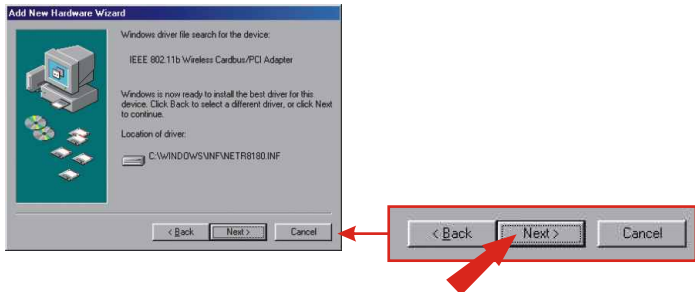 Add New Hardware Wizard
Windows driver file search for the device:
IEEE 802.11b Wireless Cardbus/PCI Adapter
Windows is now ready to install the best driver for this
device. Click Back to select a different driver, or click Next
to continue.
Location of driver:
C:\WINDOWS\INF\NETR8180.INF
< Back Next > Cancel
< Back Next > Cancel